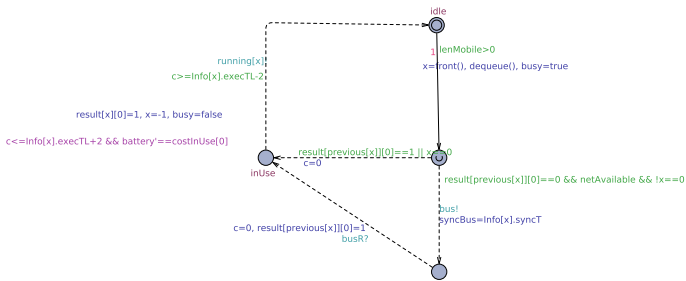 idle
lenMobile>0
1
running[x]
x=front(), dequeue(), busy=true
c>=Info[x].execTL-2
result[x][0]=1, x=-1, busy=false
c<=Info[x].execTL+2 && battery'==costInUse[0]
result[previous[x]][0]==1 || x==0
c=0
inUse
result[previous[x]][0]==0 && netAvailable && !x==0
bus!
syncBus=Info[x].syncT
c=0, result[previous[x]][0]=1
busR?